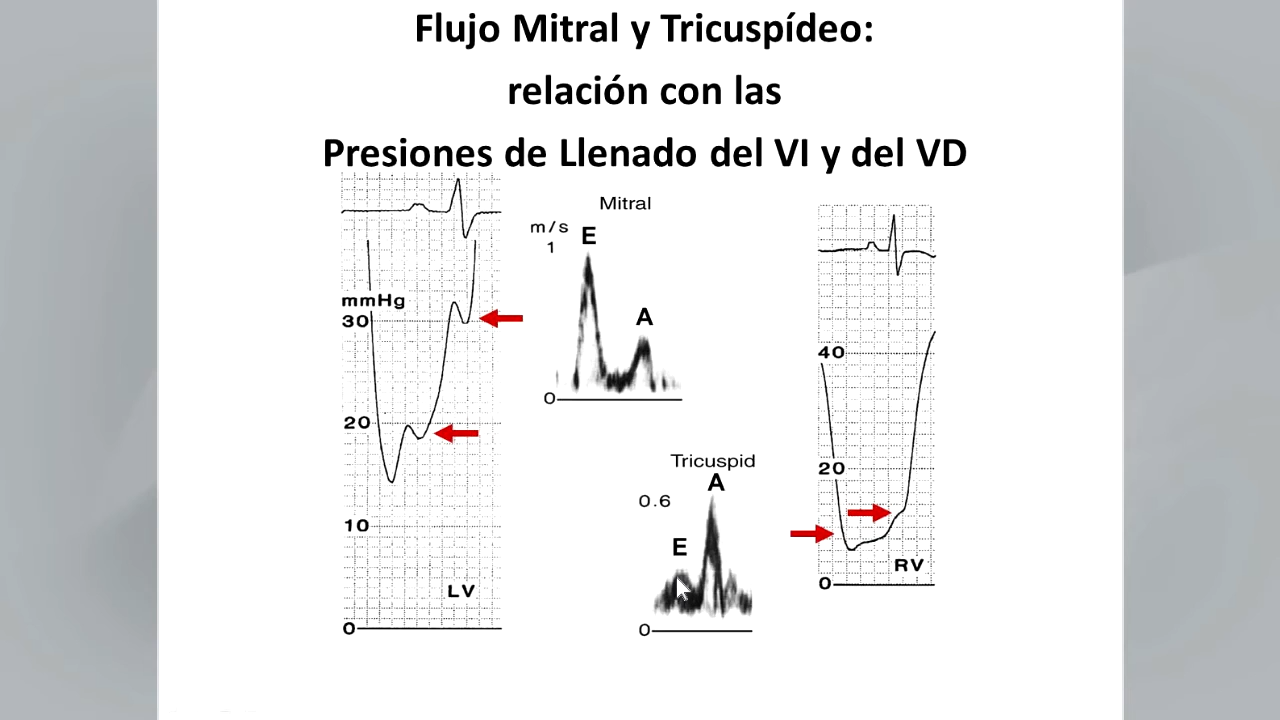 Flujo Mitral y Tricuspídeo:
relación con las
Presiones de Llenado del VI y del VD
mmHg
30
20
10
0
LV
Mitral
m/s
1
E
A
0
Tricuspid
A
0.6
E
0
40
20
0
RV